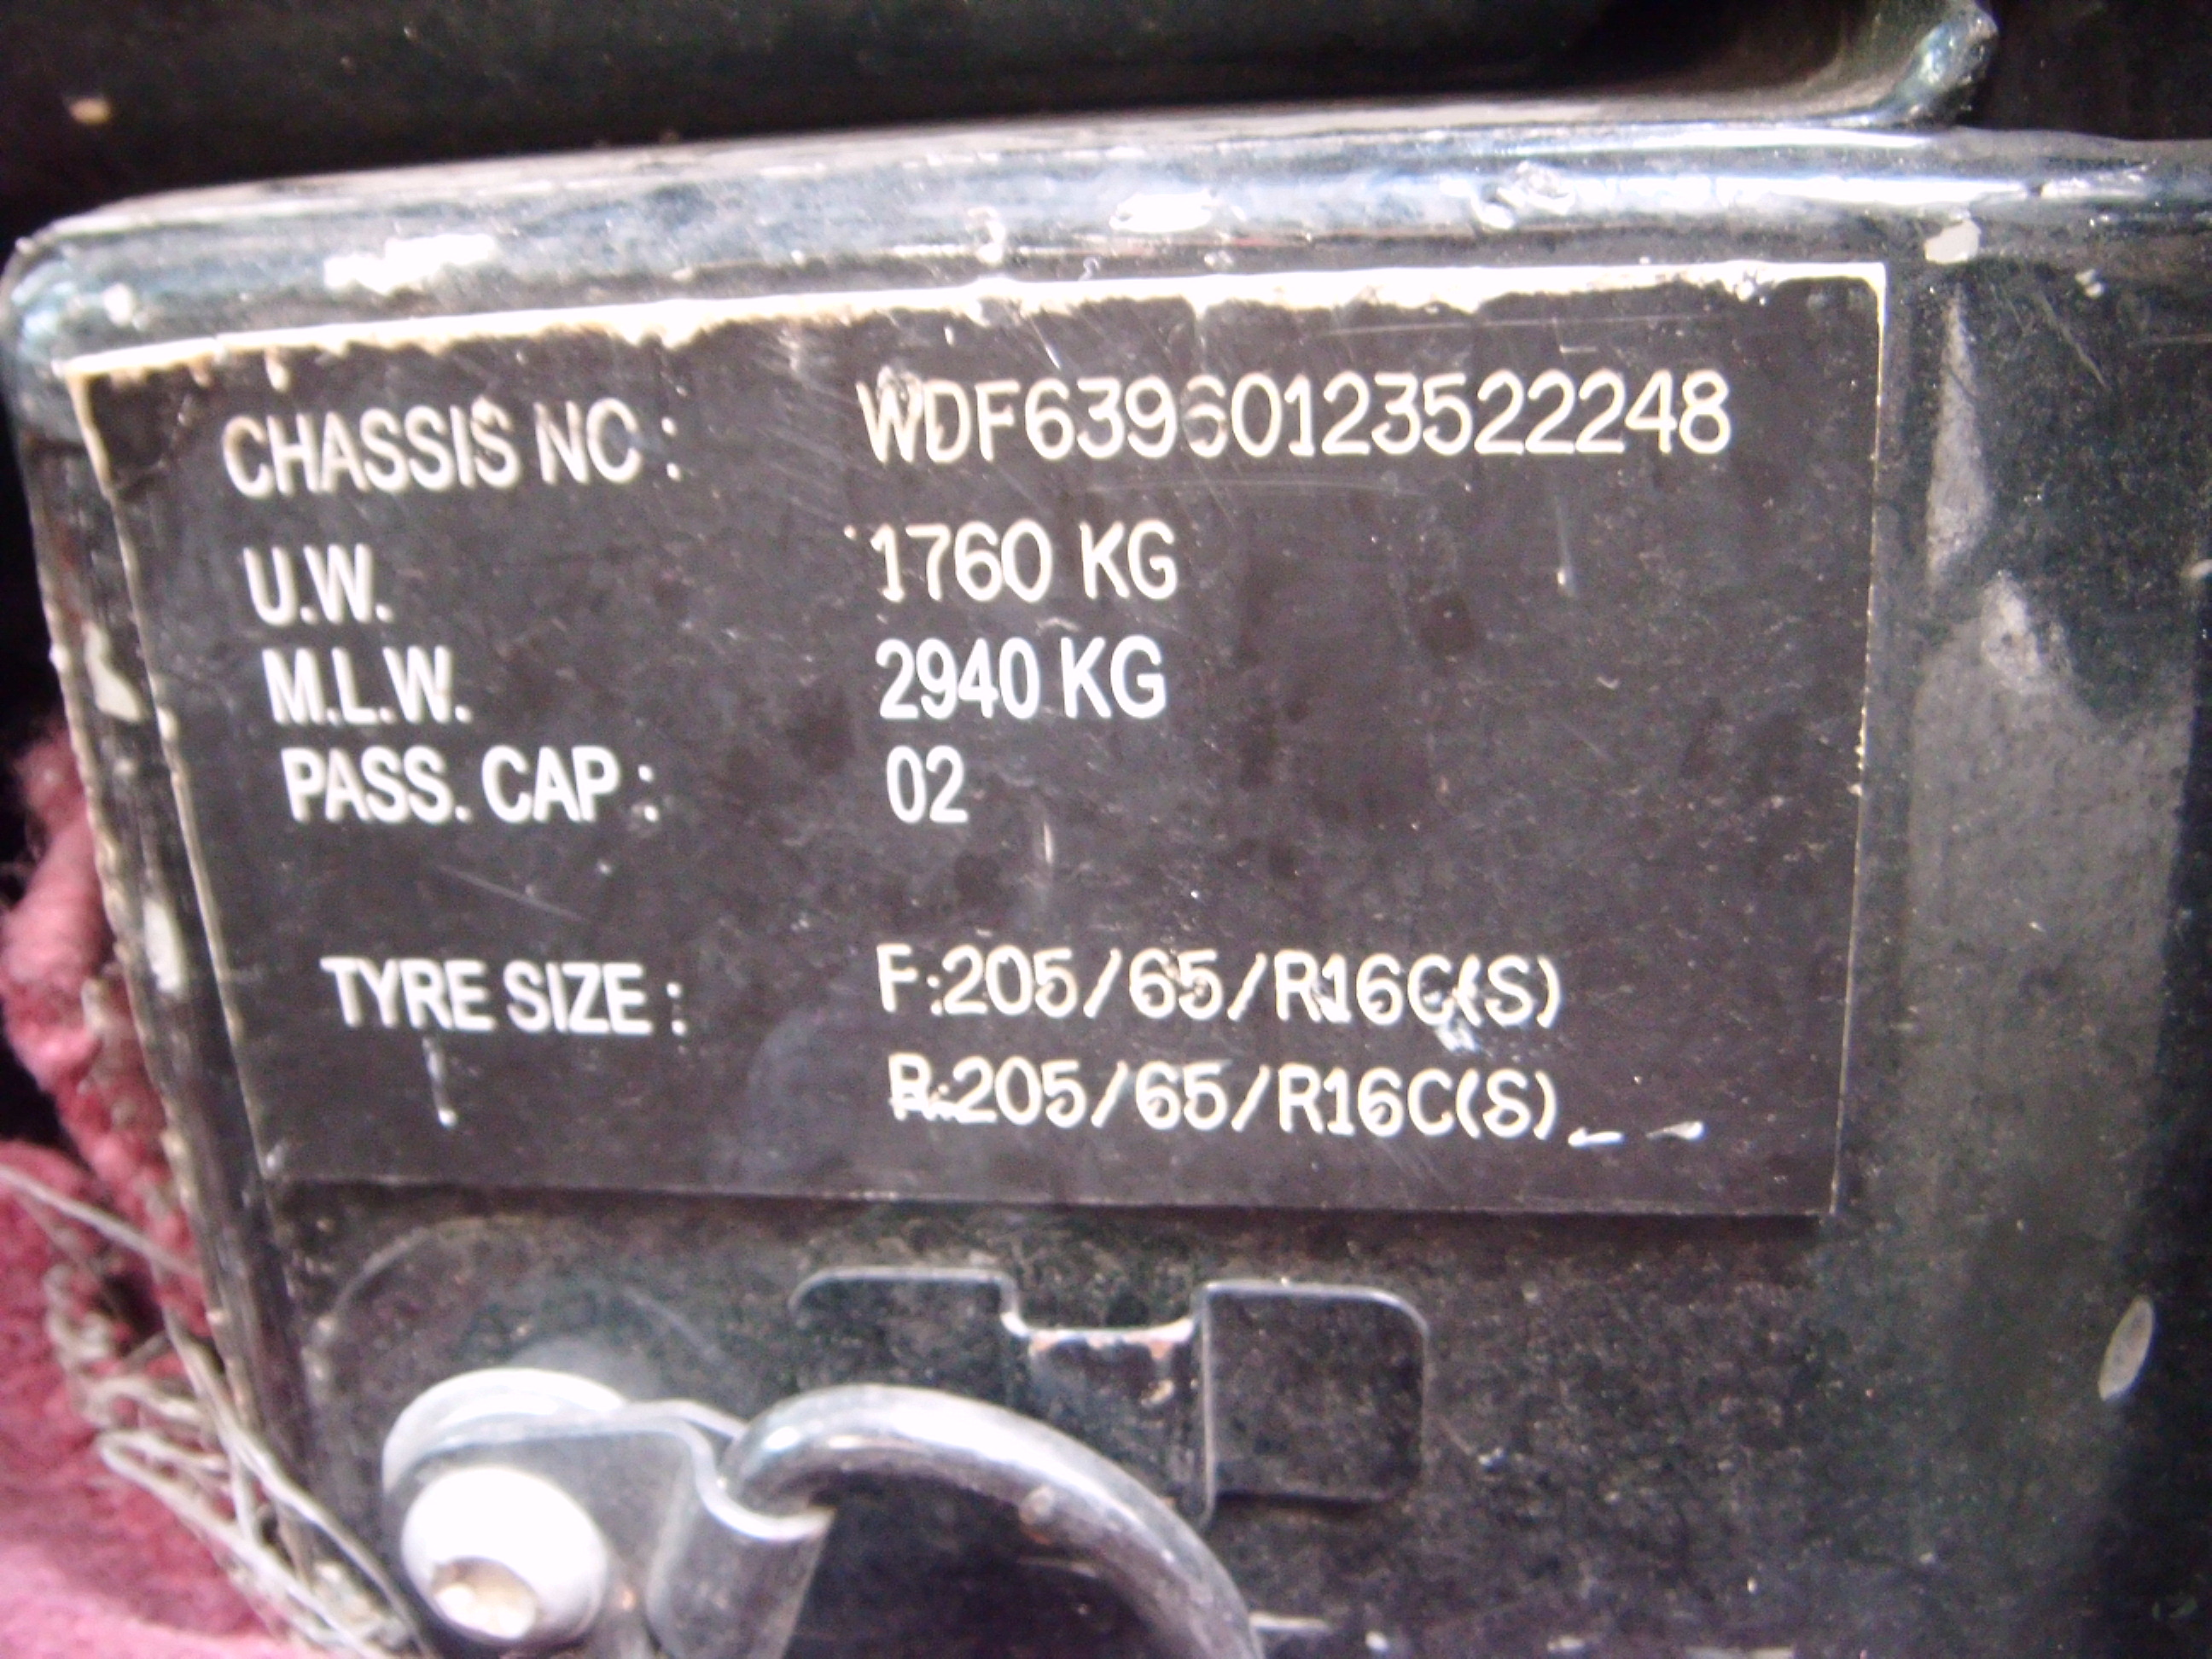 CHASSIS NO : WDF63960123522248
U.W. 1760 KG
M.L.W. 2940 KG
PASS. CAP : 02
TYRE SIZE : F:205/65/R16C(S)
R:205/65/R16C(S)